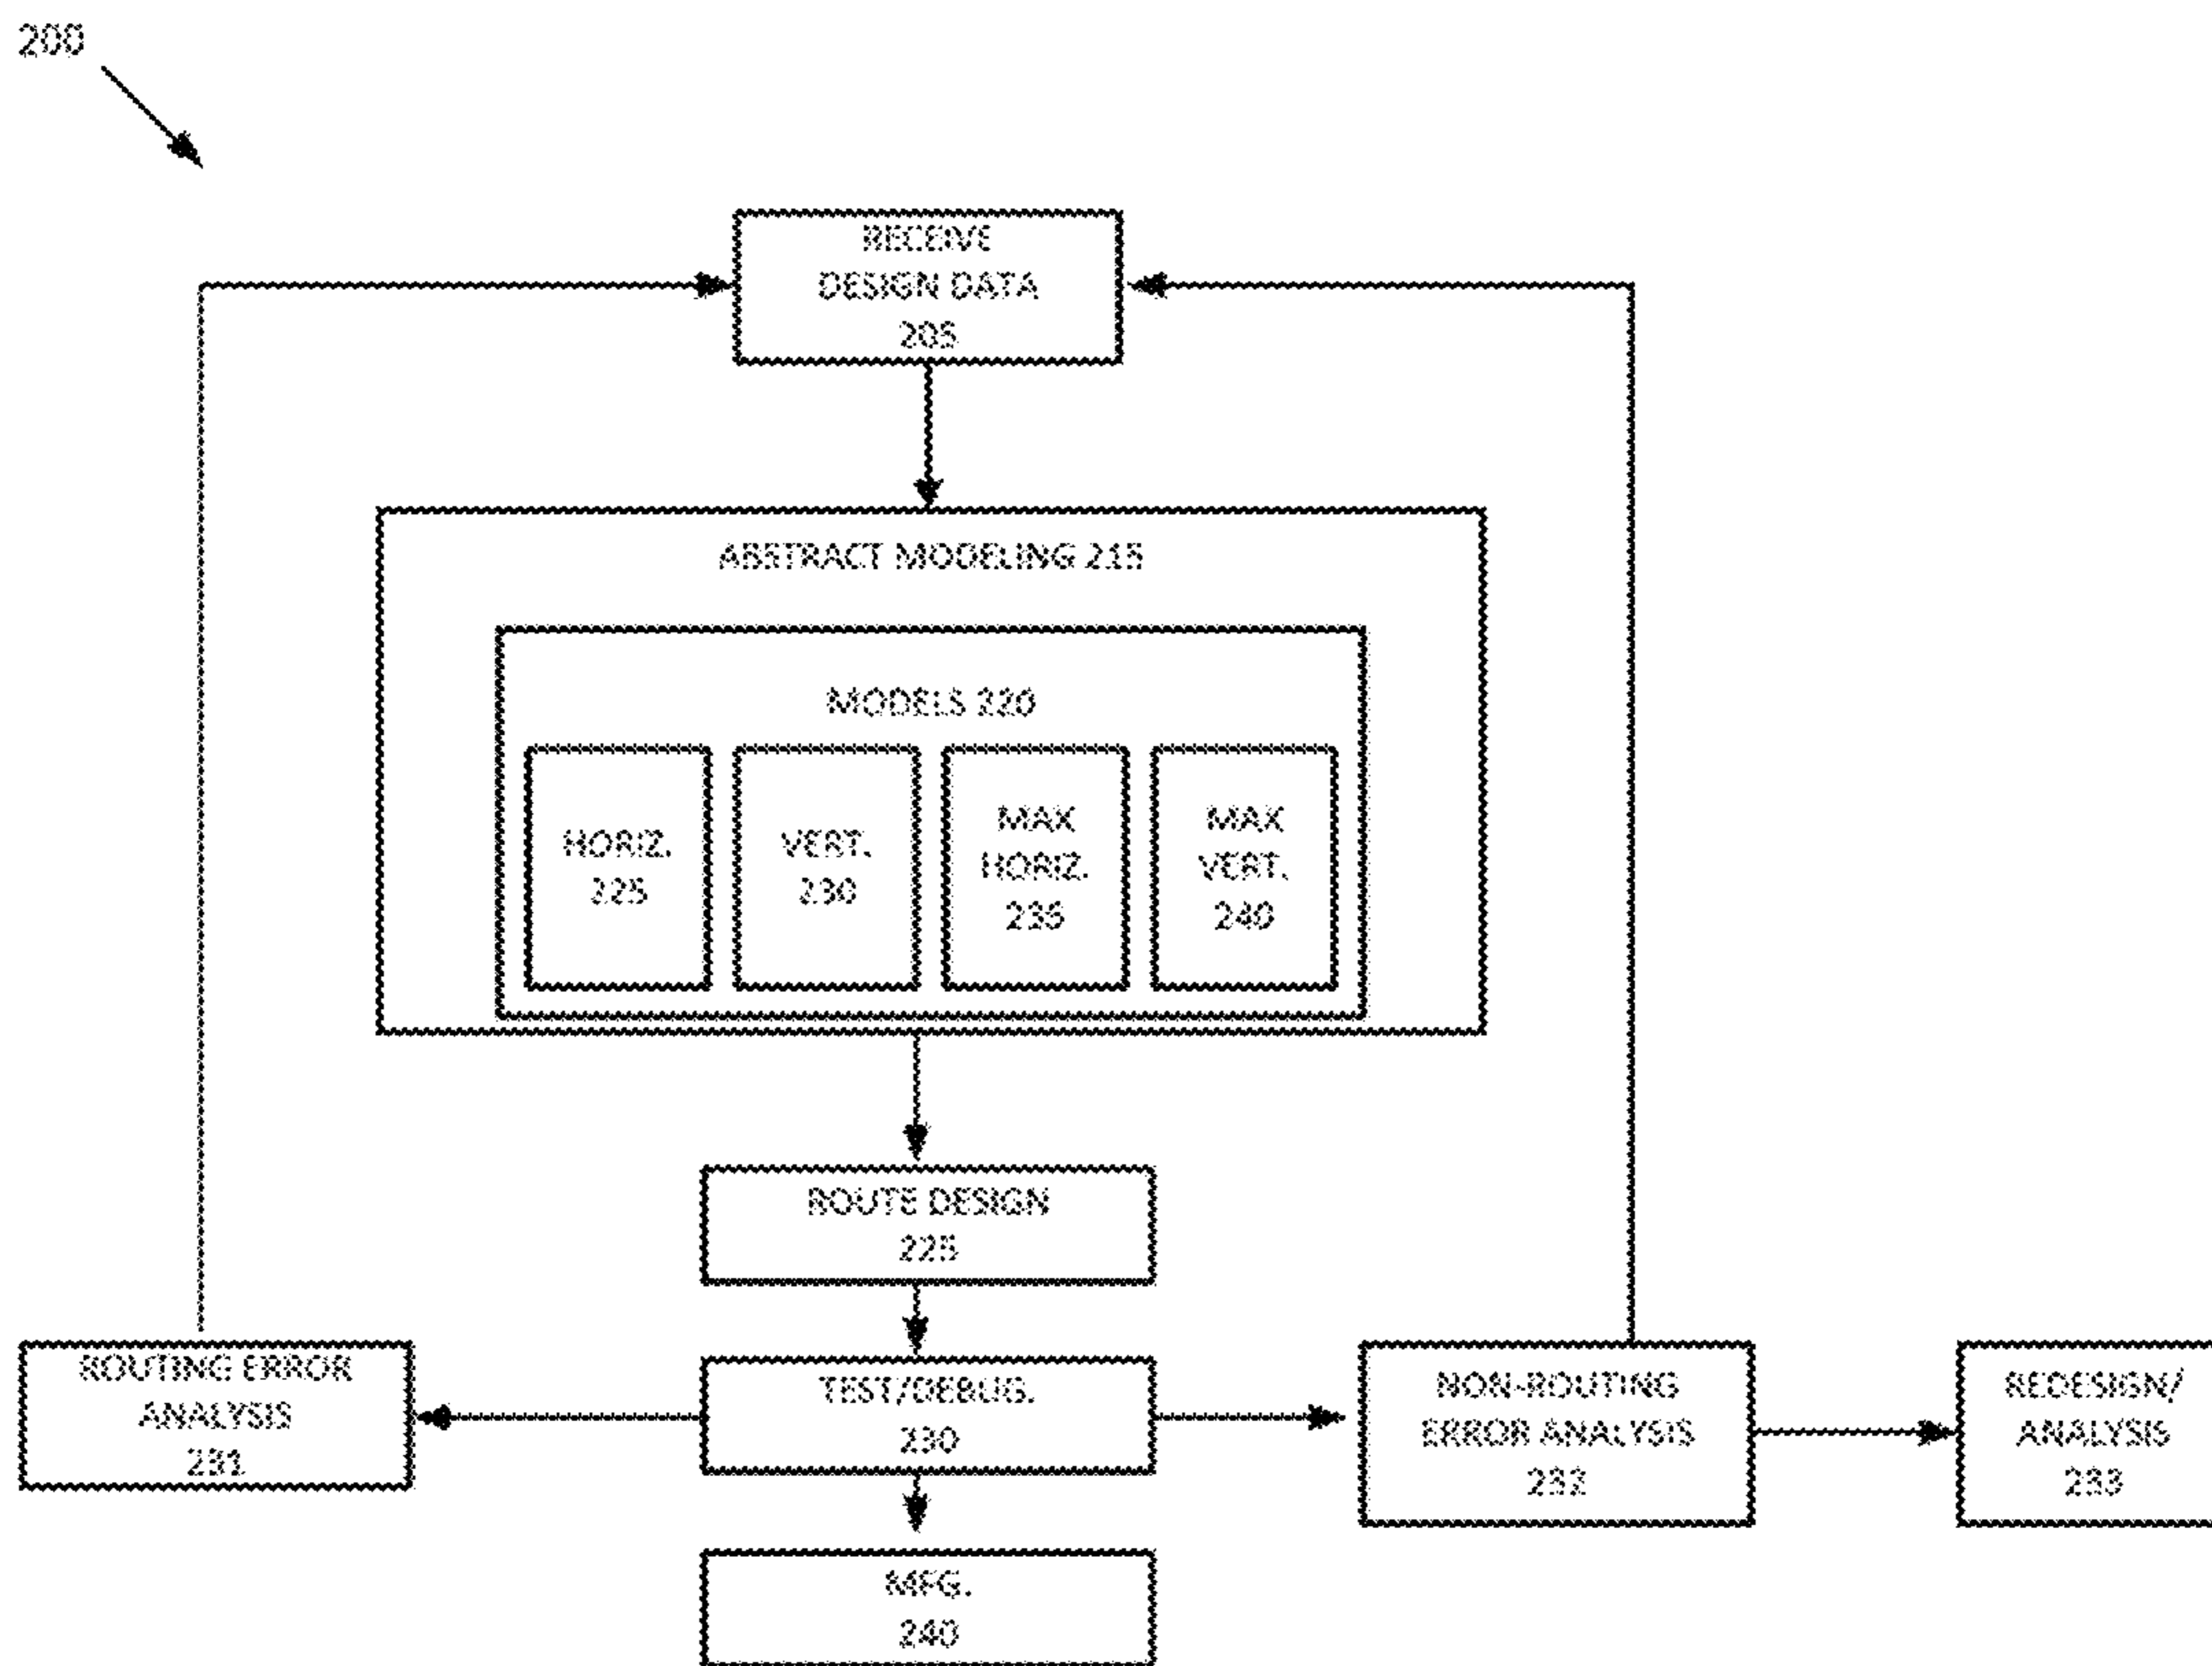 200
RECEIVE
DESIGN DATA
205
ABSTRACT MODELING 215
MODELS 220
HORIZ.
225
VERT.
230
MAX
HORIZ.
235
MAX
VERT.
240
ROUTE DESIGN
225
ROUTING ERROR
ANALYSIS
231
TEST/DEBUG.
230
NON-ROUTING
ERROR ANALYSIS
232
REDESIGN/
ANALYSIS
233
MFG.
240